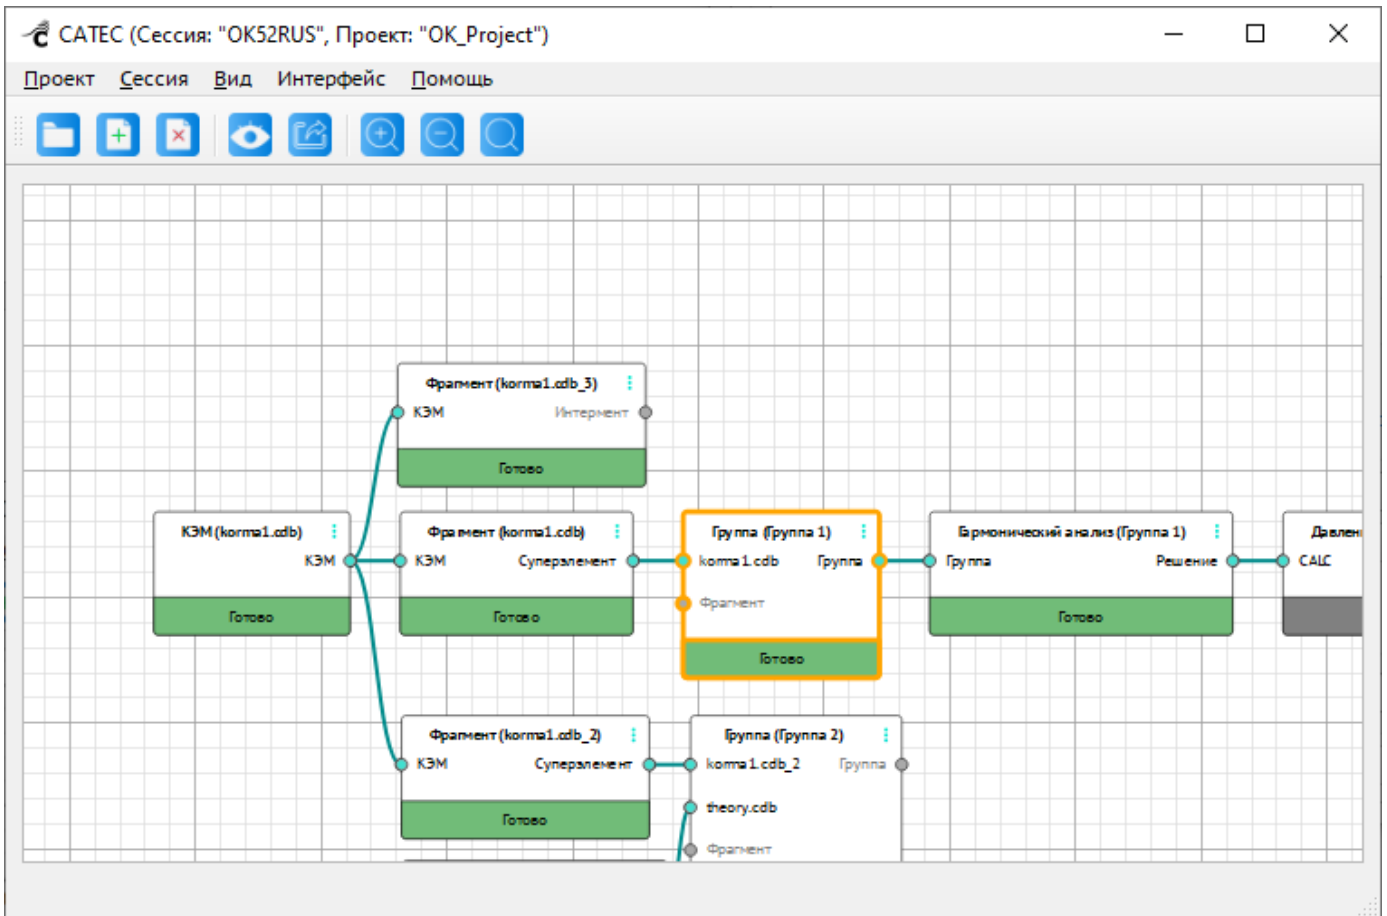 CATEC (Сессия: "OK52RUS", Проект: "OK_Project")
Проект Сессия Вид Интерфейс Помощь
Фрагмент (korma1.cdb_3)
КЭМ Интермент
Готово
КЭМ (korma1.cdb)
КЭМ
Готово
Фрагмент (korma1.cdb)
КЭМ Суперэлемент
Готово
Группа (Группа 1)
korma1.cdb Группа
Фрагмент
Готово
Гармонический анализ (Группа 1)
Группа Решение
Готово
Давлен
CALC
Фрагмент (korma1.cdb_2)
КЭМ Суперэлемент
Готово
Группа (Группа 2)
korma1.cdb_2 Группа
theory.cdb
Фрагмент